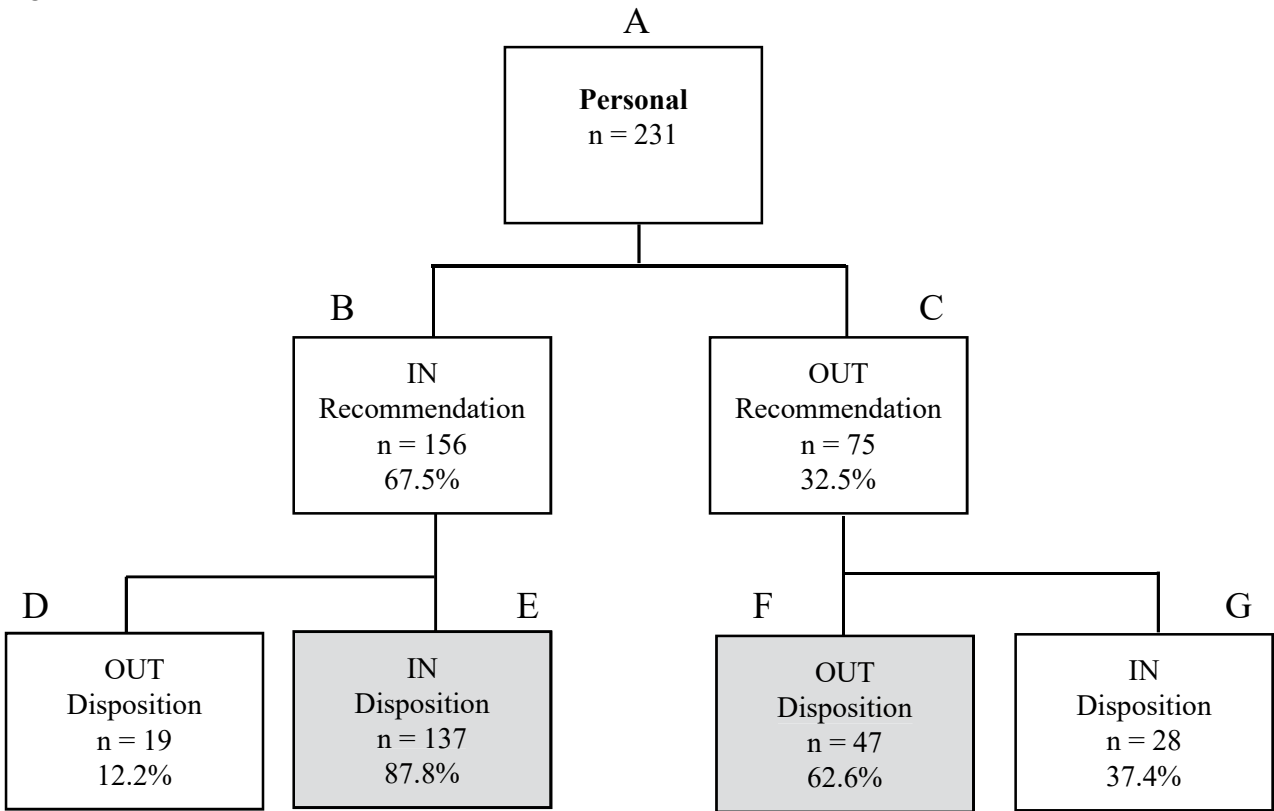 A
Personal
n = 231
B
C
IN
Recommendation
n = 156
67.5%
OUT
Recommendation
n = 75
32.5%
D
E
F
G
OUT
Disposition
n = 19
12.2%
IN
Disposition
n = 137
87.8%
OUT
Disposition
n = 47
62.6%
IN
Disposition
n = 28
37.4%